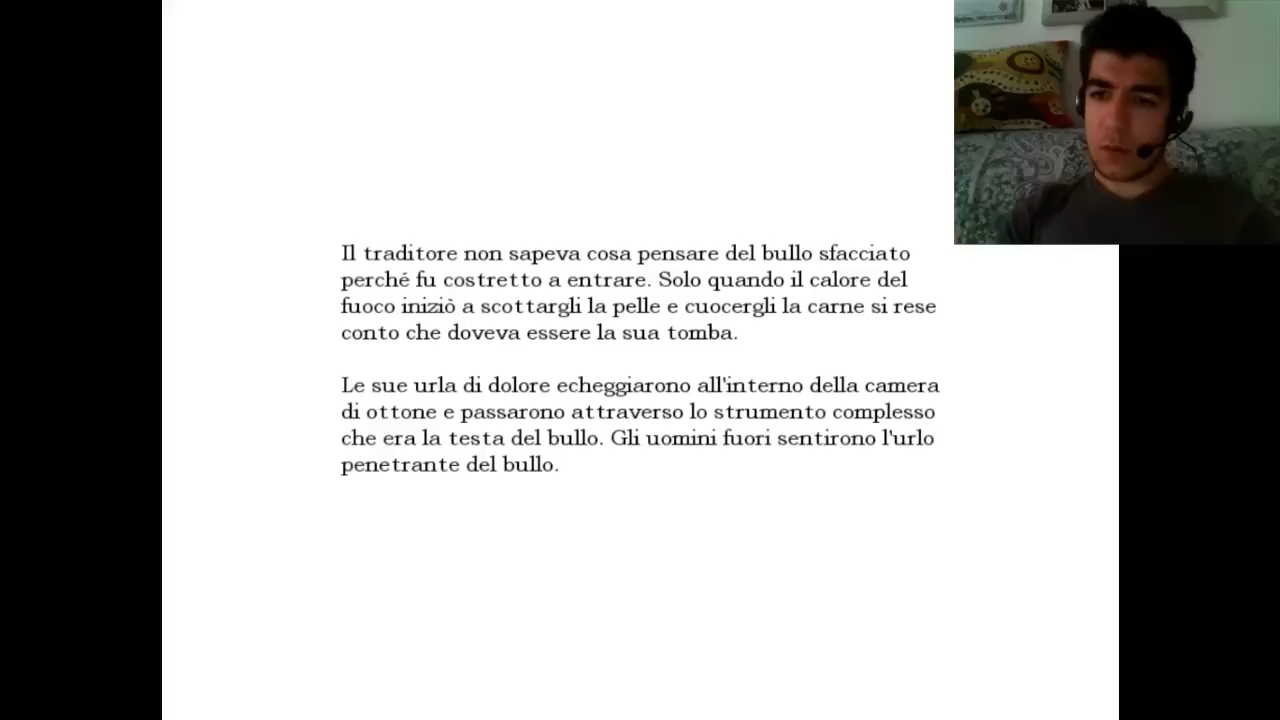 Il traditore non sapeva cosa pensare del bullo sfacciato
perché fu costretto a entrare. Solo quando il calore del
fuoco iniziò a scottargli la pelle e cuocergli la carne si rese
conto che doveva essere la sua tomba.
Le sue urla di dolore echeggiarono all'interno della camera
di ottone e passarono attraverso lo strumento complesso
che era la testa del bullo. Gli uomini fuori sentirono l'urlo
penetrante del bullo.